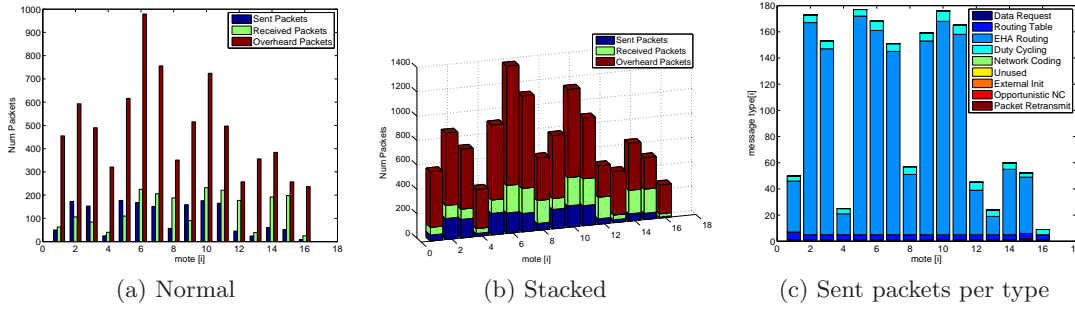 1000
900
800
700
600
500
400
300
200
100
0
Num Packets
Sent Packets
Received Packets
Overheard Packets
0 2 4 6 8 10 12 14 16 18
mote [i]
(a) Normal
1400
1200
1000
800
600
400
200
0
Num Packets
Sent Packets
Received Packets
Overheard Packets
0 2 4 6 8 10 12 14 16 18
mote [i]
(b) Stacked
180
160
140
120
100
80
60
40
20
0
message type[i]
Data Request
Routing Table
EHA Routing
Duty Cycling
Network Coding
Unused
External Init
Opportunistic NC
Packet Retransmit
0 2 4 6 8 10 12 14 16 18
mote [i]
(c) Sent packets per type